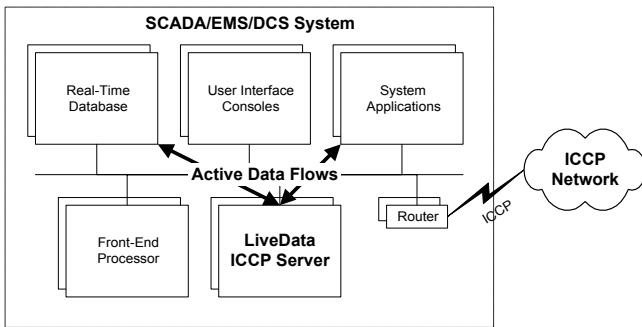 SCADA/EMS/DCS System
Real-Time
Database
User Interface
Consoles
System
Applications
ICCP
Network
Active Data Flows
Front-End
Processor
LiveData
ICCP Server
Router
ICCP